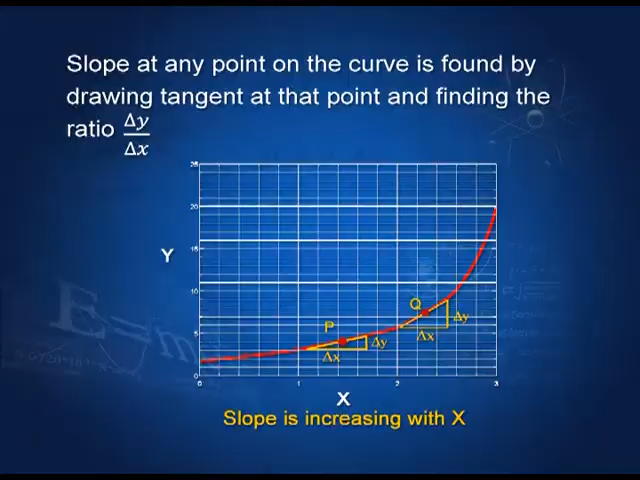 Slope at any point on the curve is found by
drawing tangent at that point and finding the
ratio Δy/Δx
25
20
Y
15
10
Q
Δy
P
Δx
5
Δy
Δx
0
0 1 2 3
X
Slope is increasing with X
E=m